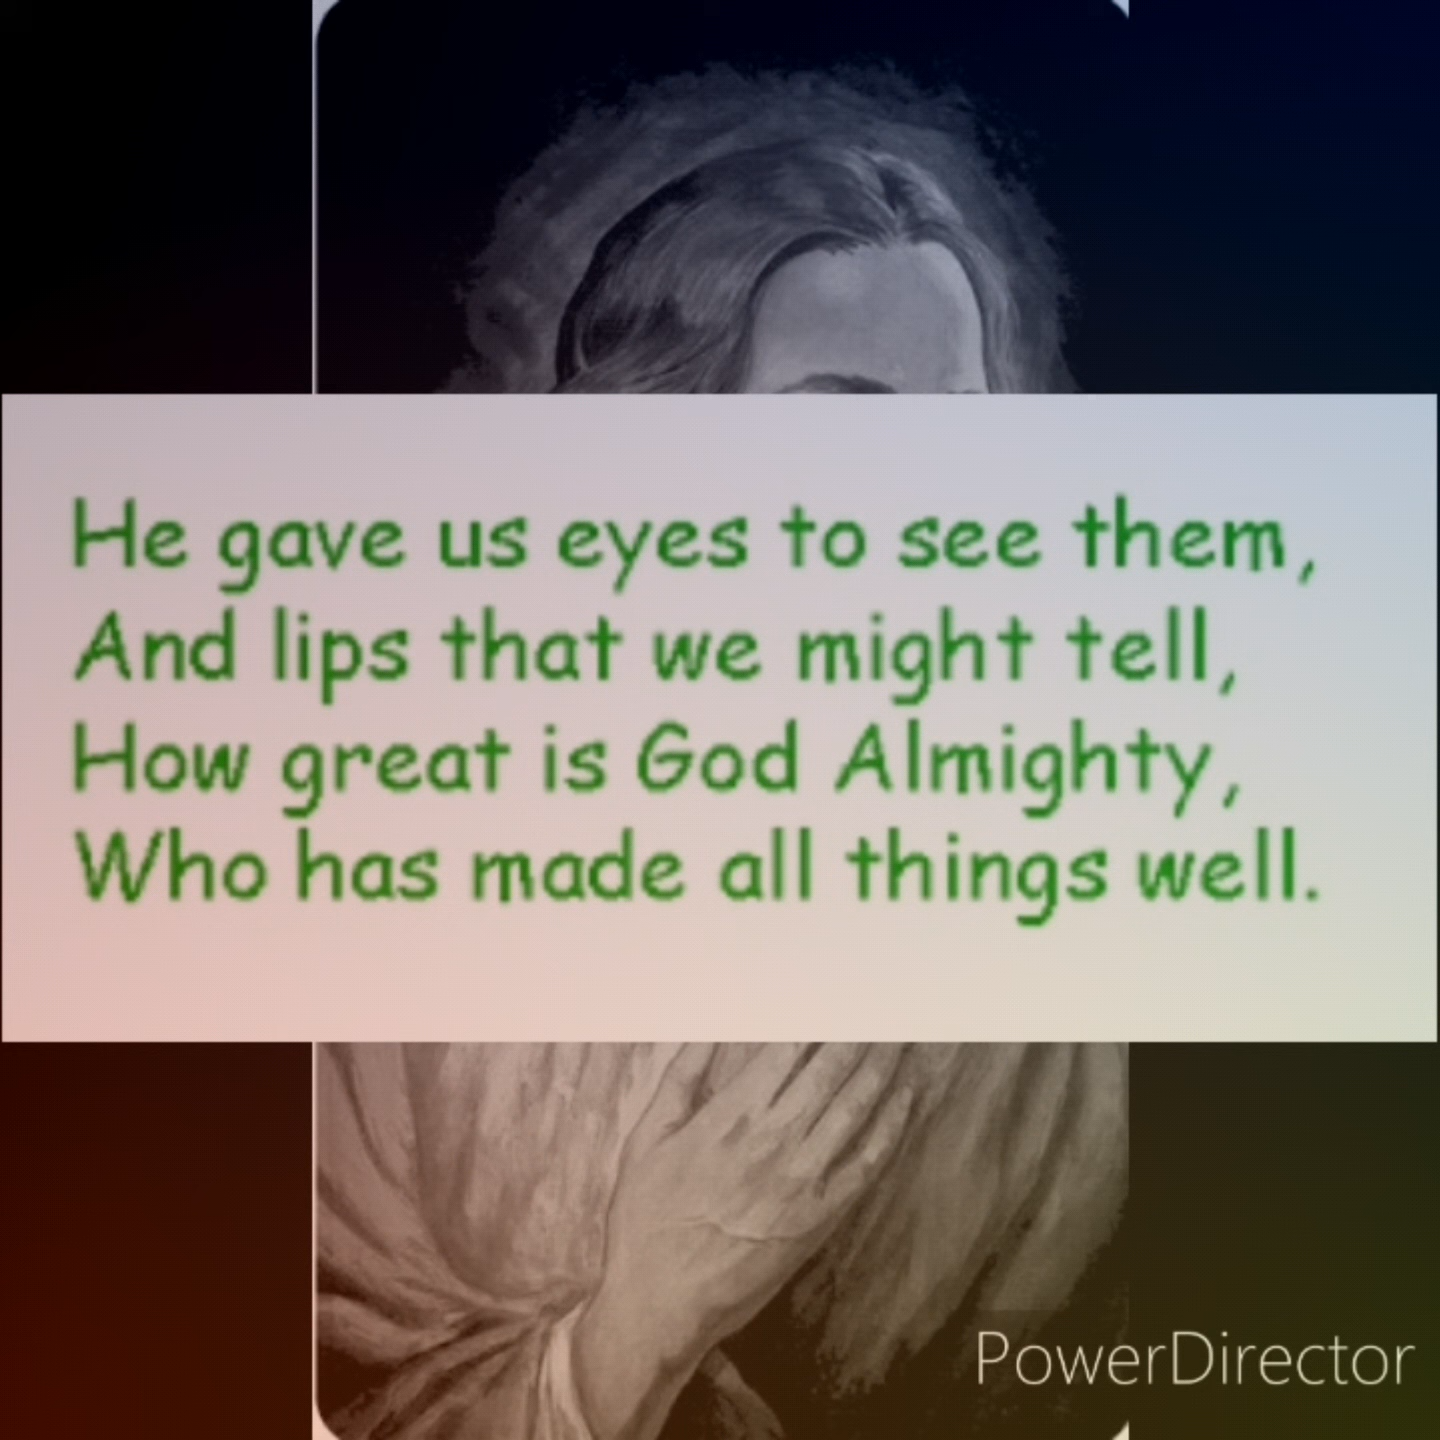 He gave us eyes to see them,
And lips that we might tell,
How great is God Almighty,
Who has made all things well.
PowerDirector